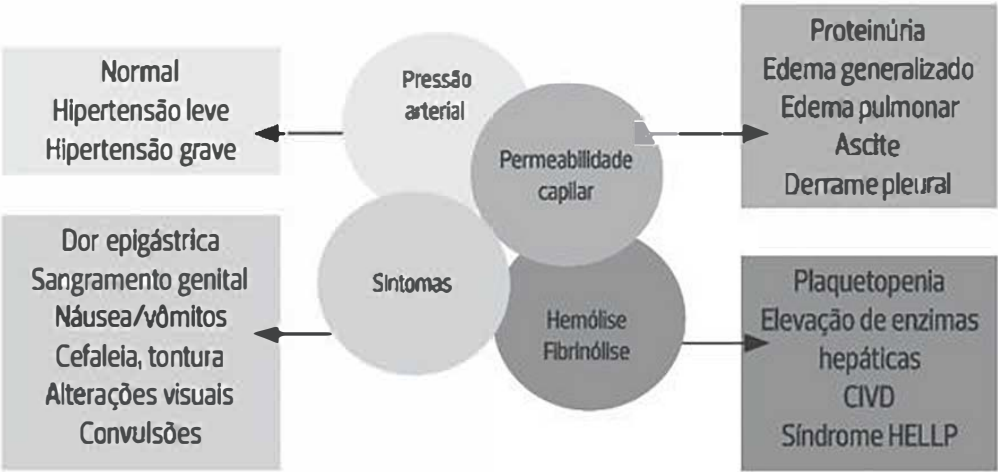 Normal
Hipertensão leve
Hipertensão grave
Pressão
arterial
Permeabilidade
capilar
Proteinúria
Edema generalizado
Edema pulmonar
Ascite
Derrame pleural
Dor epigástrica
Sangramento genital
Náusea/vômitos
Cefaleia, tontura
Alterações visuais
Convulsões
Sintomas
Hemólise
Fibrinólise
Plaquetopenia
Elevação de enzimas
hepáticas
CIVD
Síndrome HELLP